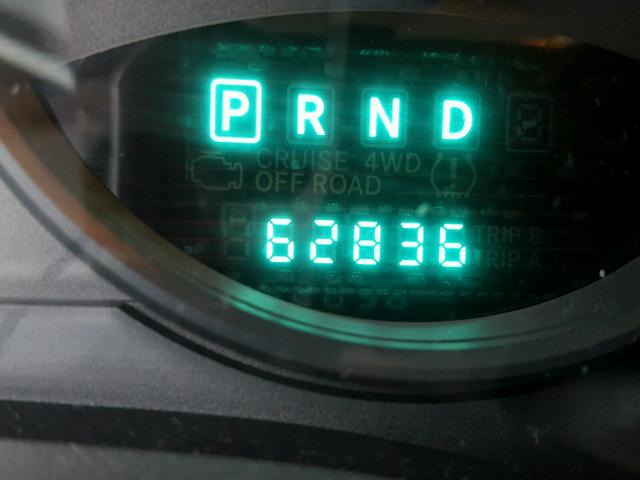 P R N D
CRUISE 4WD
OFF ROAD
62836 TRIP B
TRIP A